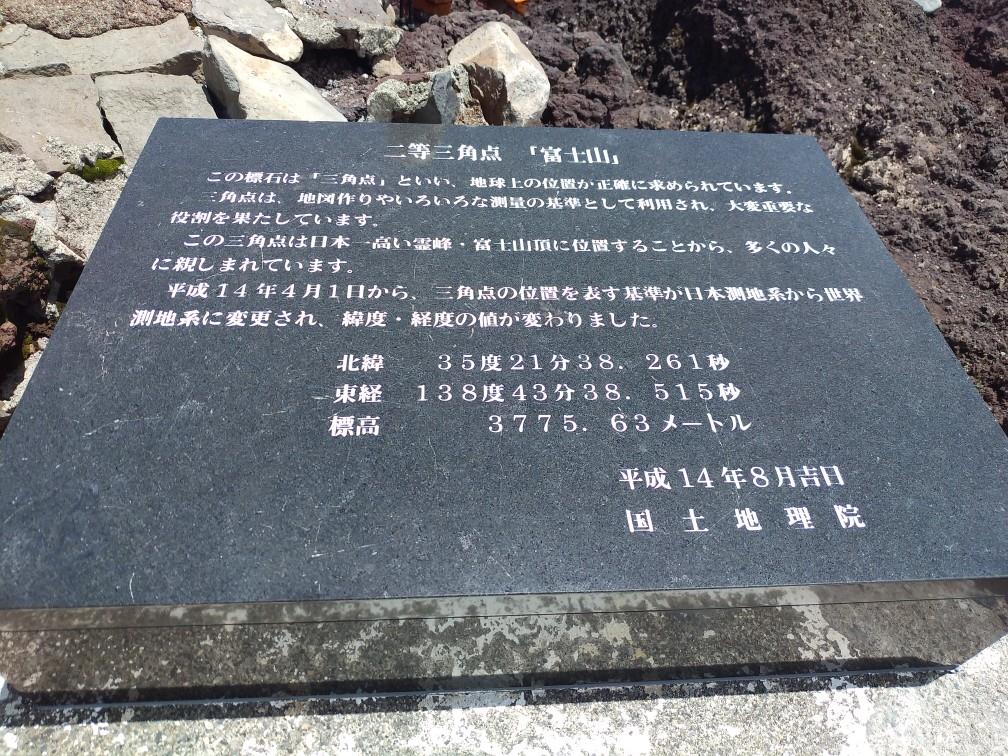 二等三角点 「富士山」
この標石は「三角点」といい、地球上の位置が正確に求められています。
三角点は、地図作りやいろいろな測量の基準として利用され、大変重要な
役割を果たしています。
この三角点は日本一高い霊峰・富士山頂に位置することから、多くの人々
に親しまれています。
平成14年4月1日から、三角点の位置を表す基準が日本測地系から世界
測地系に変更され、緯度・経度の値が変わりました。
北緯 35度21分38.261秒
東経 138度43分38.515秒
標高 3775.63メートル
平成14年8月吉日
国土地理院